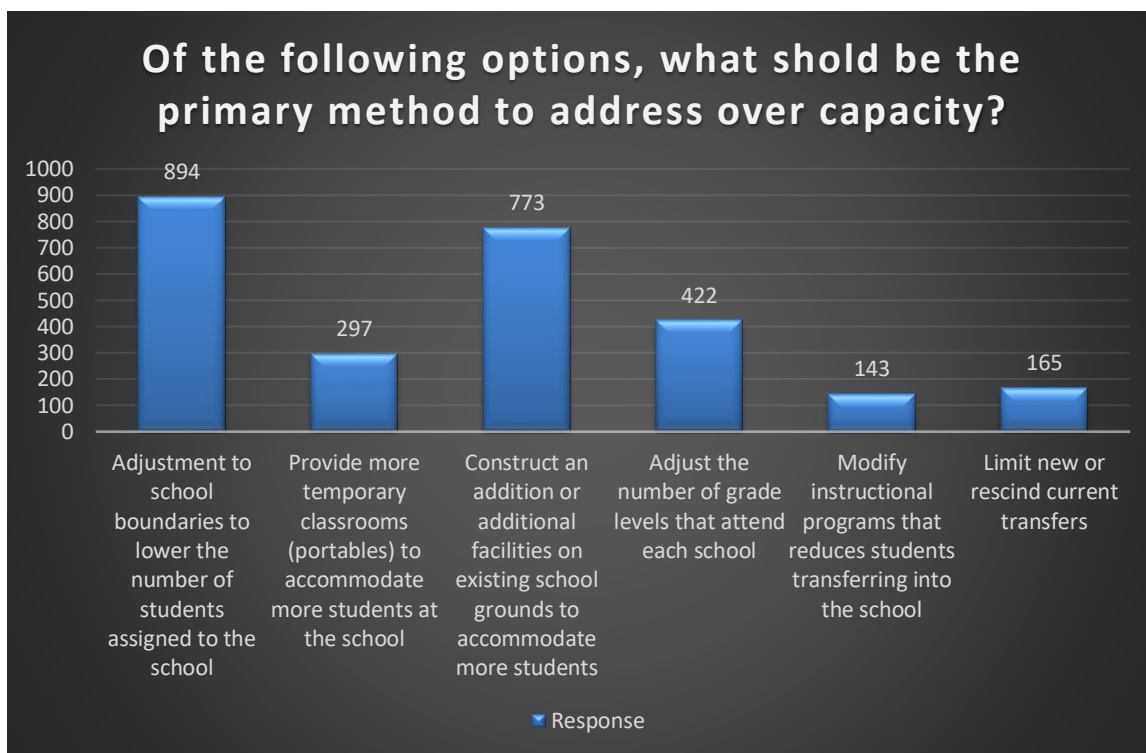 Of the following options, what shold be the
primary method to address over capacity?
1000
900
800
700
600
500
400
300
200
100
0
894
297
773
422
143
165
Adjustment to
school
boundaries to
lower the
number of
students
assigned to the
school
Provide more
temporary
classrooms
(portables) to
accommodate
more students at
the school
Construct an
addition or
additional
facilities on
existing school
grounds to
accommodate
more students
Adjust the
number of grade
levels that attend
each school
Modify
instructional
programs that
reduces students
transferring into
the school
Limit new or
rescind current
transfers
Response